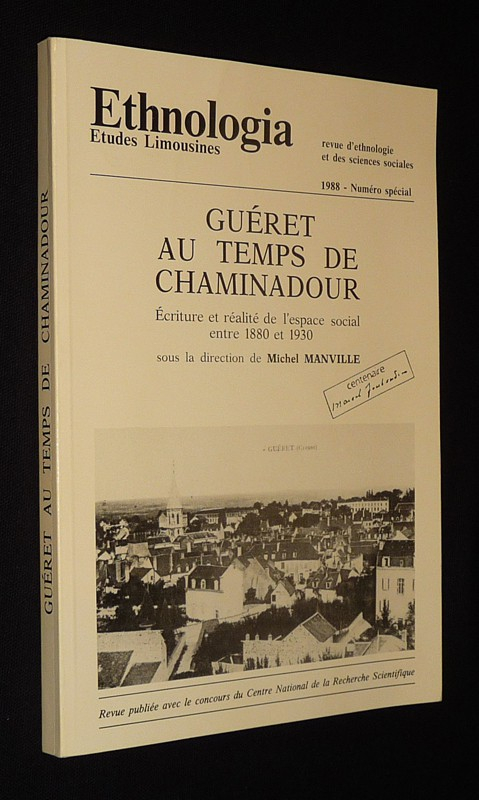 Ethnologia
Etudes Limousines
revue d'ethnologie
et des sciences sociales
1988 - Numéro spécial
GUÉRET
AU TEMPS DE
CHAMINADOUR
Écriture et réalité de l'espace social
entre 1880 et 1930
sous la direction de Michel MANVILLE
centenaire
Marcel Jouhandeau
GUÉRET (Creuse)
Revue publiée avec le concours du Centre National de la Recherche Scientifique
GUÉRET AU TEMPS DE CHAMINADOUR